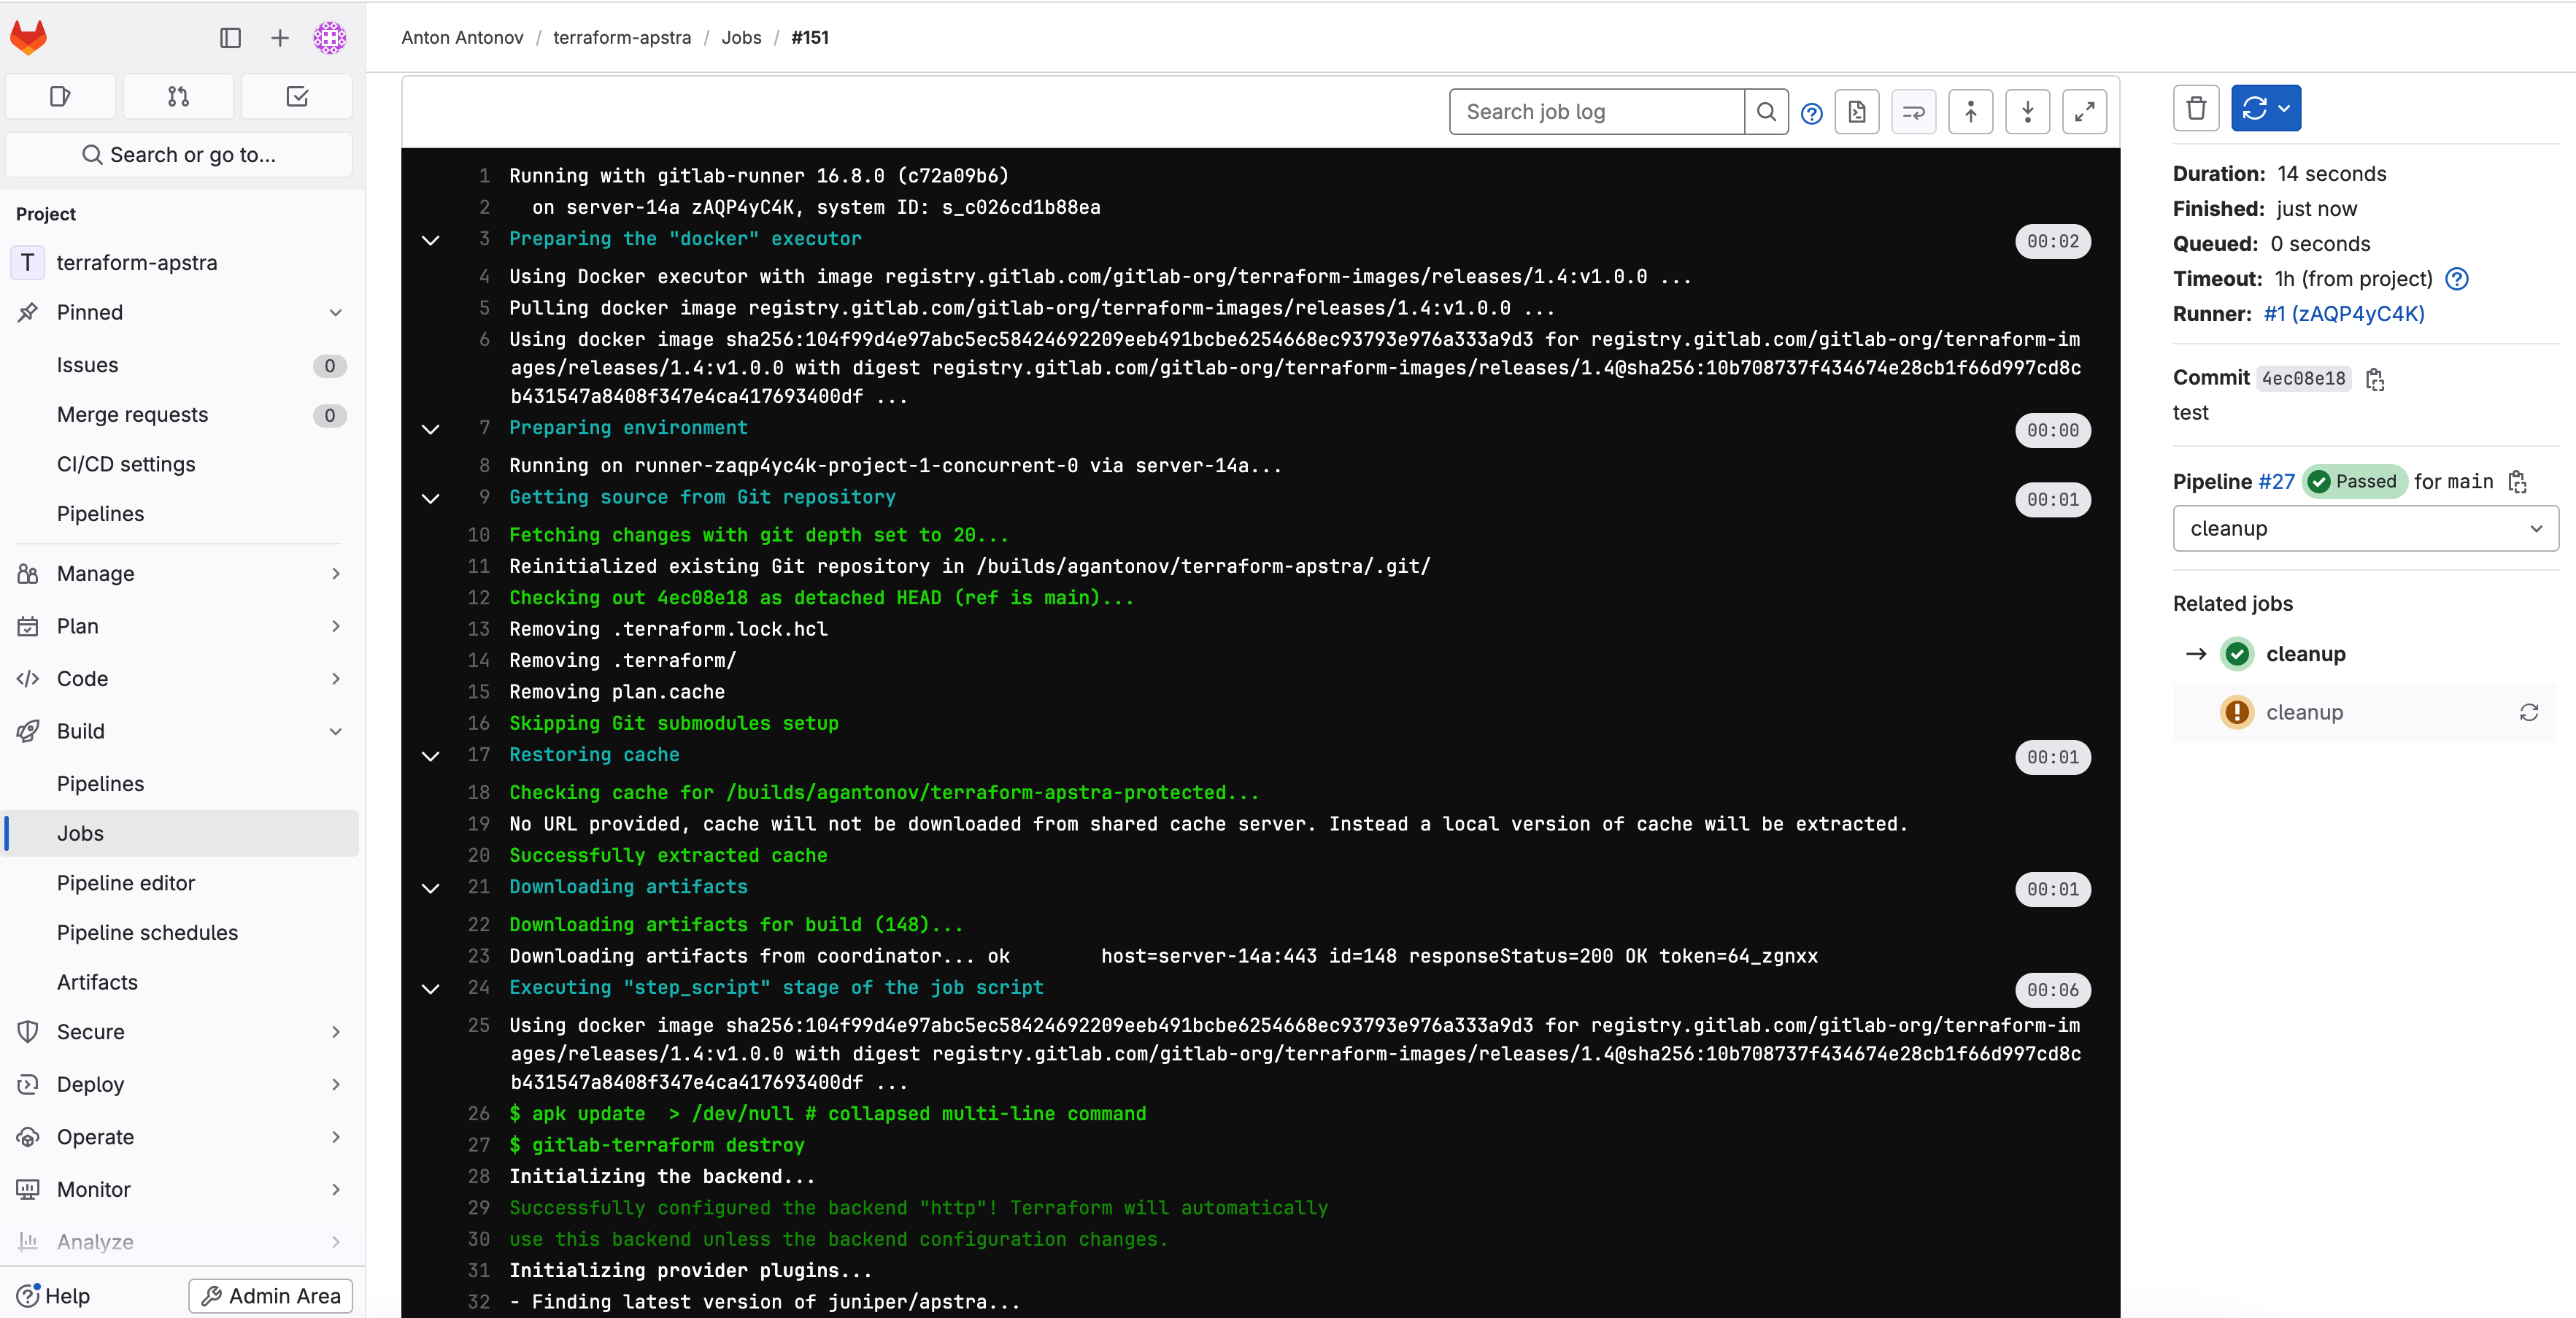 Anton Antonov / terraform-apstra / Jobs / #151
Search or go to...
Project
T terraform-apstra
Pinned
Issues 0
Merge requests 0
CI/CD settings
Pipelines
Manage
Plan
Code
Build
Pipelines
Jobs
Pipeline editor
Pipeline schedules
Artifacts
Secure
Deploy
Operate
Monitor
Analyze
Help
Admin Area
Search job log
1 Running with gitlab-runner 16.8.0 (c72a09b6)
2 on server-14a zAQP4yC4K, system ID: s_c026cd1b88ea
3 Preparing the "docker" executor 00:02
4 Using Docker executor with image registry.gitlab.com/gitlab-org/terraform-images/releases/1.4:v1.0.0 ...
5 Pulling docker image registry.gitlab.com/gitlab-org/terraform-images/releases/1.4:v1.0.0 ...
6 Using docker image sha256:104f99d4e97abc5ec58424692209eeb491bcbe6254668ec93793e976a333a9d3 for registry.gitlab.com/gitlab-org/terraform-im
ages/releases/1.4:v1.0.0 with digest registry.gitlab.com/gitlab-org/terraform-images/releases/1.4@sha256:10b708737f434674e28cb1f66d997cd8c
b431547a8408f347e4ca417693400df ...
7 Preparing environment 00:00
8 Running on runner-zaqp4yc4k-project-1-concurrent-0 via server-14a...
9 Getting source from Git repository 00:01
10 Fetching changes with git depth set to 20...
11 Reinitialized existing Git repository in /builds/agantonov/terraform-apstra/.git/
12 Checking out 4ec08e18 as detached HEAD (ref is main)...
13 Removing .terraform.lock.hcl
14 Removing .terraform/
15 Removing plan.cache
16 Skipping Git submodules setup
17 Restoring cache 00:01
18 Checking cache for /builds/agantonov/terraform-apstra-protected...
19 No URL provided, cache will not be downloaded from shared cache server. Instead a local version of cache will be extracted.
20 Successfully extracted cache
21 Downloading artifacts 00:01
22 Downloading artifacts for build (148)...
23 Downloading artifacts from coordinator... ok host=server-14a:443 id=148 responseStatus=200 OK token=64_zgnxx
24 Executing "step_script" stage of the job script 00:06
25 Using docker image sha256:104f99d4e97abc5ec58424692209eeb491bcbe6254668ec93793e976a333a9d3 for registry.gitlab.com/gitlab-org/terraform-im
ages/releases/1.4:v1.0.0 with digest registry.gitlab.com/gitlab-org/terraform-images/releases/1.4@sha256:10b708737f434674e28cb1f66d997cd8c
b431547a8408f347e4ca417693400df ...
26 $ apk update > /dev/null # collapsed multi-line command
27 $ gitlab-terraform destroy
28 Initializing the backend...
29 Successfully configured the backend "http"! Terraform will automatically
30 use this backend unless the backend configuration changes.
31 Initializing provider plugins...
32 - Finding latest version of juniper/apstra...
Duration: 14 seconds
Finished: just now
Queued: 0 seconds
Timeout: 1h (from project)
Runner: #1 (zAQP4yC4K)
Commit 4ec08e18
test
Pipeline #27 Passed for main
cleanup
Related jobs
cleanup
cleanup